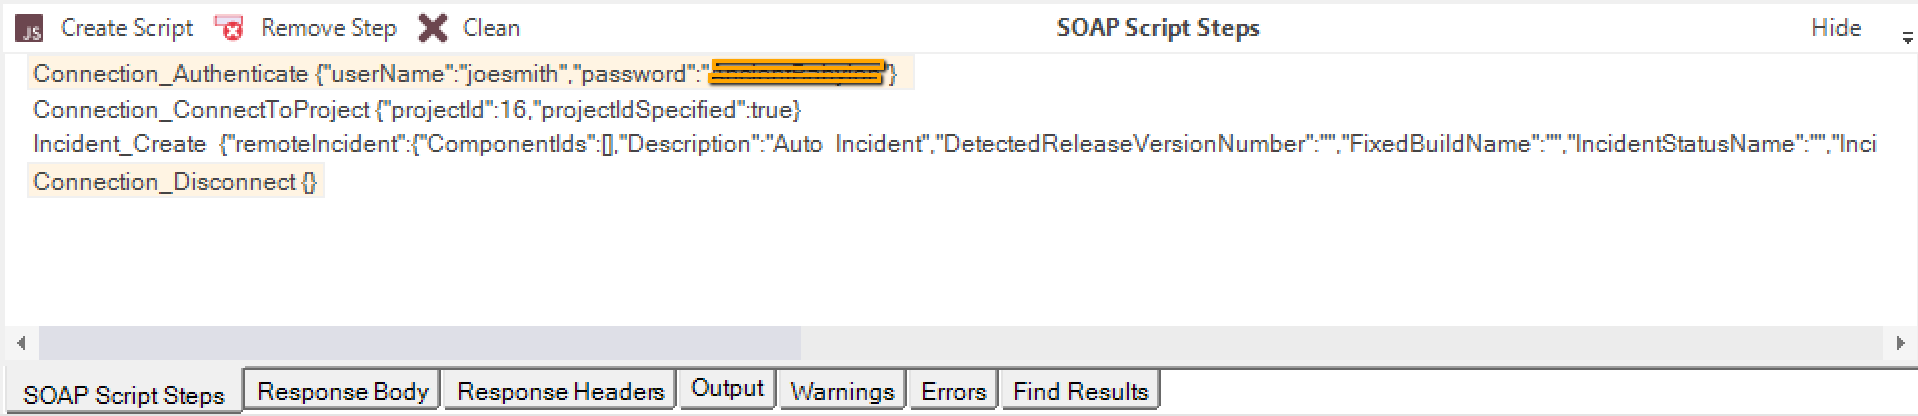 Create Script Remove Step Clean SOAP Script Steps Hide
Connection_Authenticate {"userName":"joesmith","password":" "}
Connection_ConnectToProject {"projectId":16,"projectIdSpecified":true}
Incident_Create {"remoteIncident":{"ComponentIds":[],"Description":"Auto Incident","DetectedReleaseVersionNumber":"","FixedBuildName":"","IncidentStatusName":"","Inci
Connection_Disconnect {}
SOAP Script Steps Response Body Response Headers Output Warnings Errors Find Results